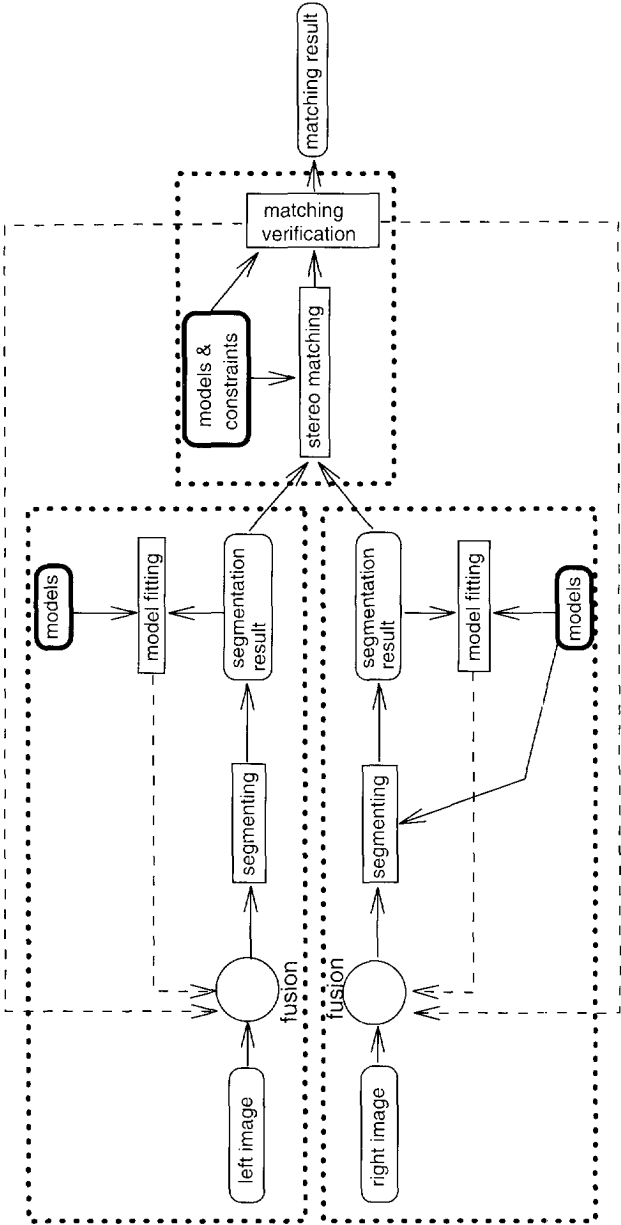 left image
fusion
segmenting
segmentation
result
model fitting
models
right image
fusion
segmenting
segmentation
result
model fitting
models
models &
constraints
stereo matching
matching
verification
matching result